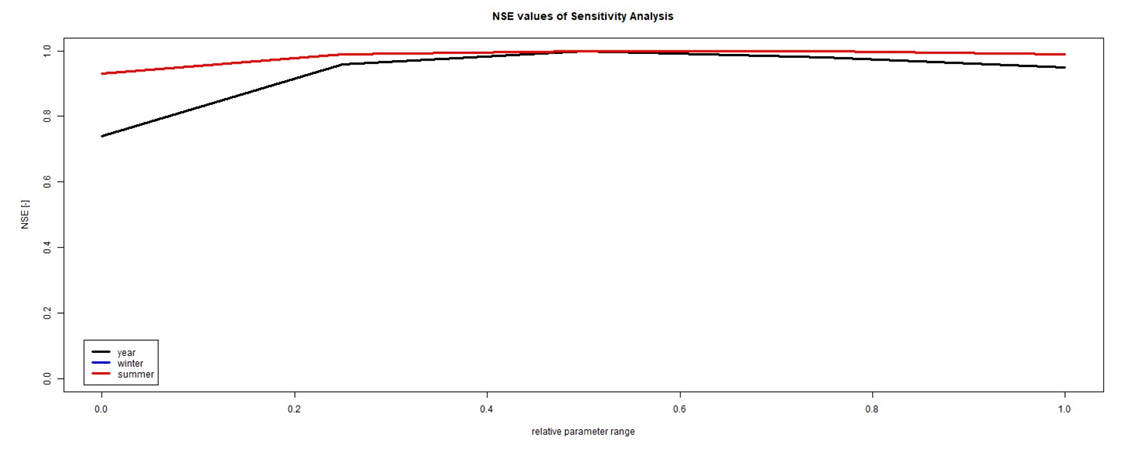 NSE values of Sensitivity Analysis
NSE [-]
1.0
0.8
0.6
0.4
0.2
0.0
year
winter
summer
0.0 0.2 0.4 0.6 0.8 1.0
relative parameter range